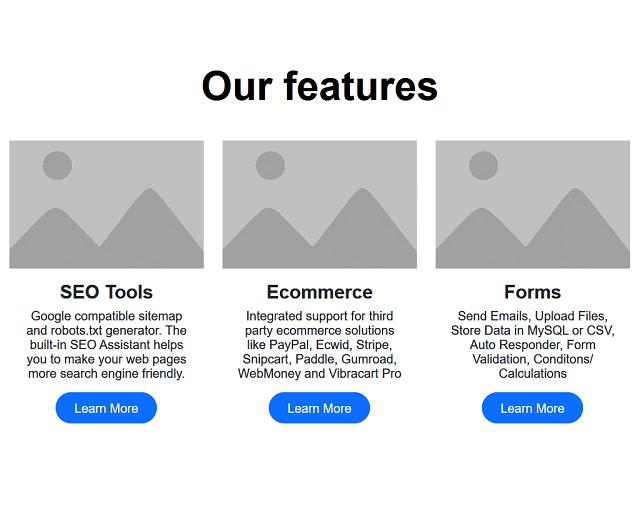 Our features
SEO Tools
Google compatible sitemap
and robots.txt generator. The
built-in SEO Assistant helps
you to make your web pages
more search engine friendly.
Learn More
Ecommerce
Integrated support for third
party ecommerce solutions
like PayPal, Ecwid, Stripe,
Snipcart, Paddle, Gumroad,
WebMoney and Vibracart Pro
Learn More
Forms
Send Emails, Upload Files,
Store Data in MySQL or CSV,
Auto Responder, Form
Validation, Conditons/
Calculations
Learn More